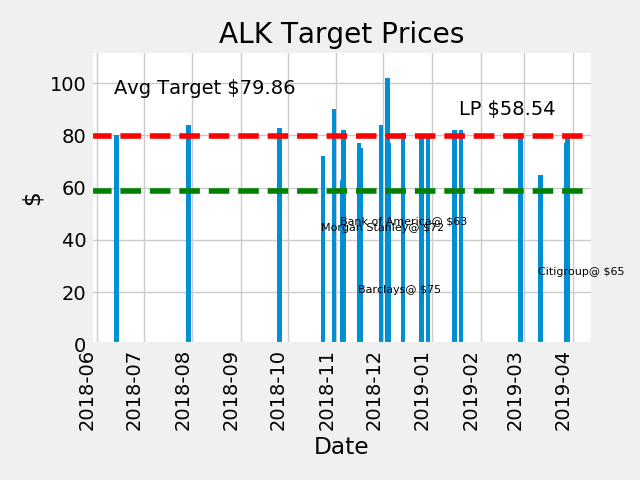 ALK Target Prices
Avg Target $79.86
LP $58.54
Bank of America@ $63
Morgan Stanley@ $72
Citigroup@ $65
Barclays@ $75
$
100
80
60
40
20
0
2018-06
2018-07
2018-08
2018-09
2018-10
2018-11
2018-12
2019-01
2019-02
2019-03
2019-04
Date